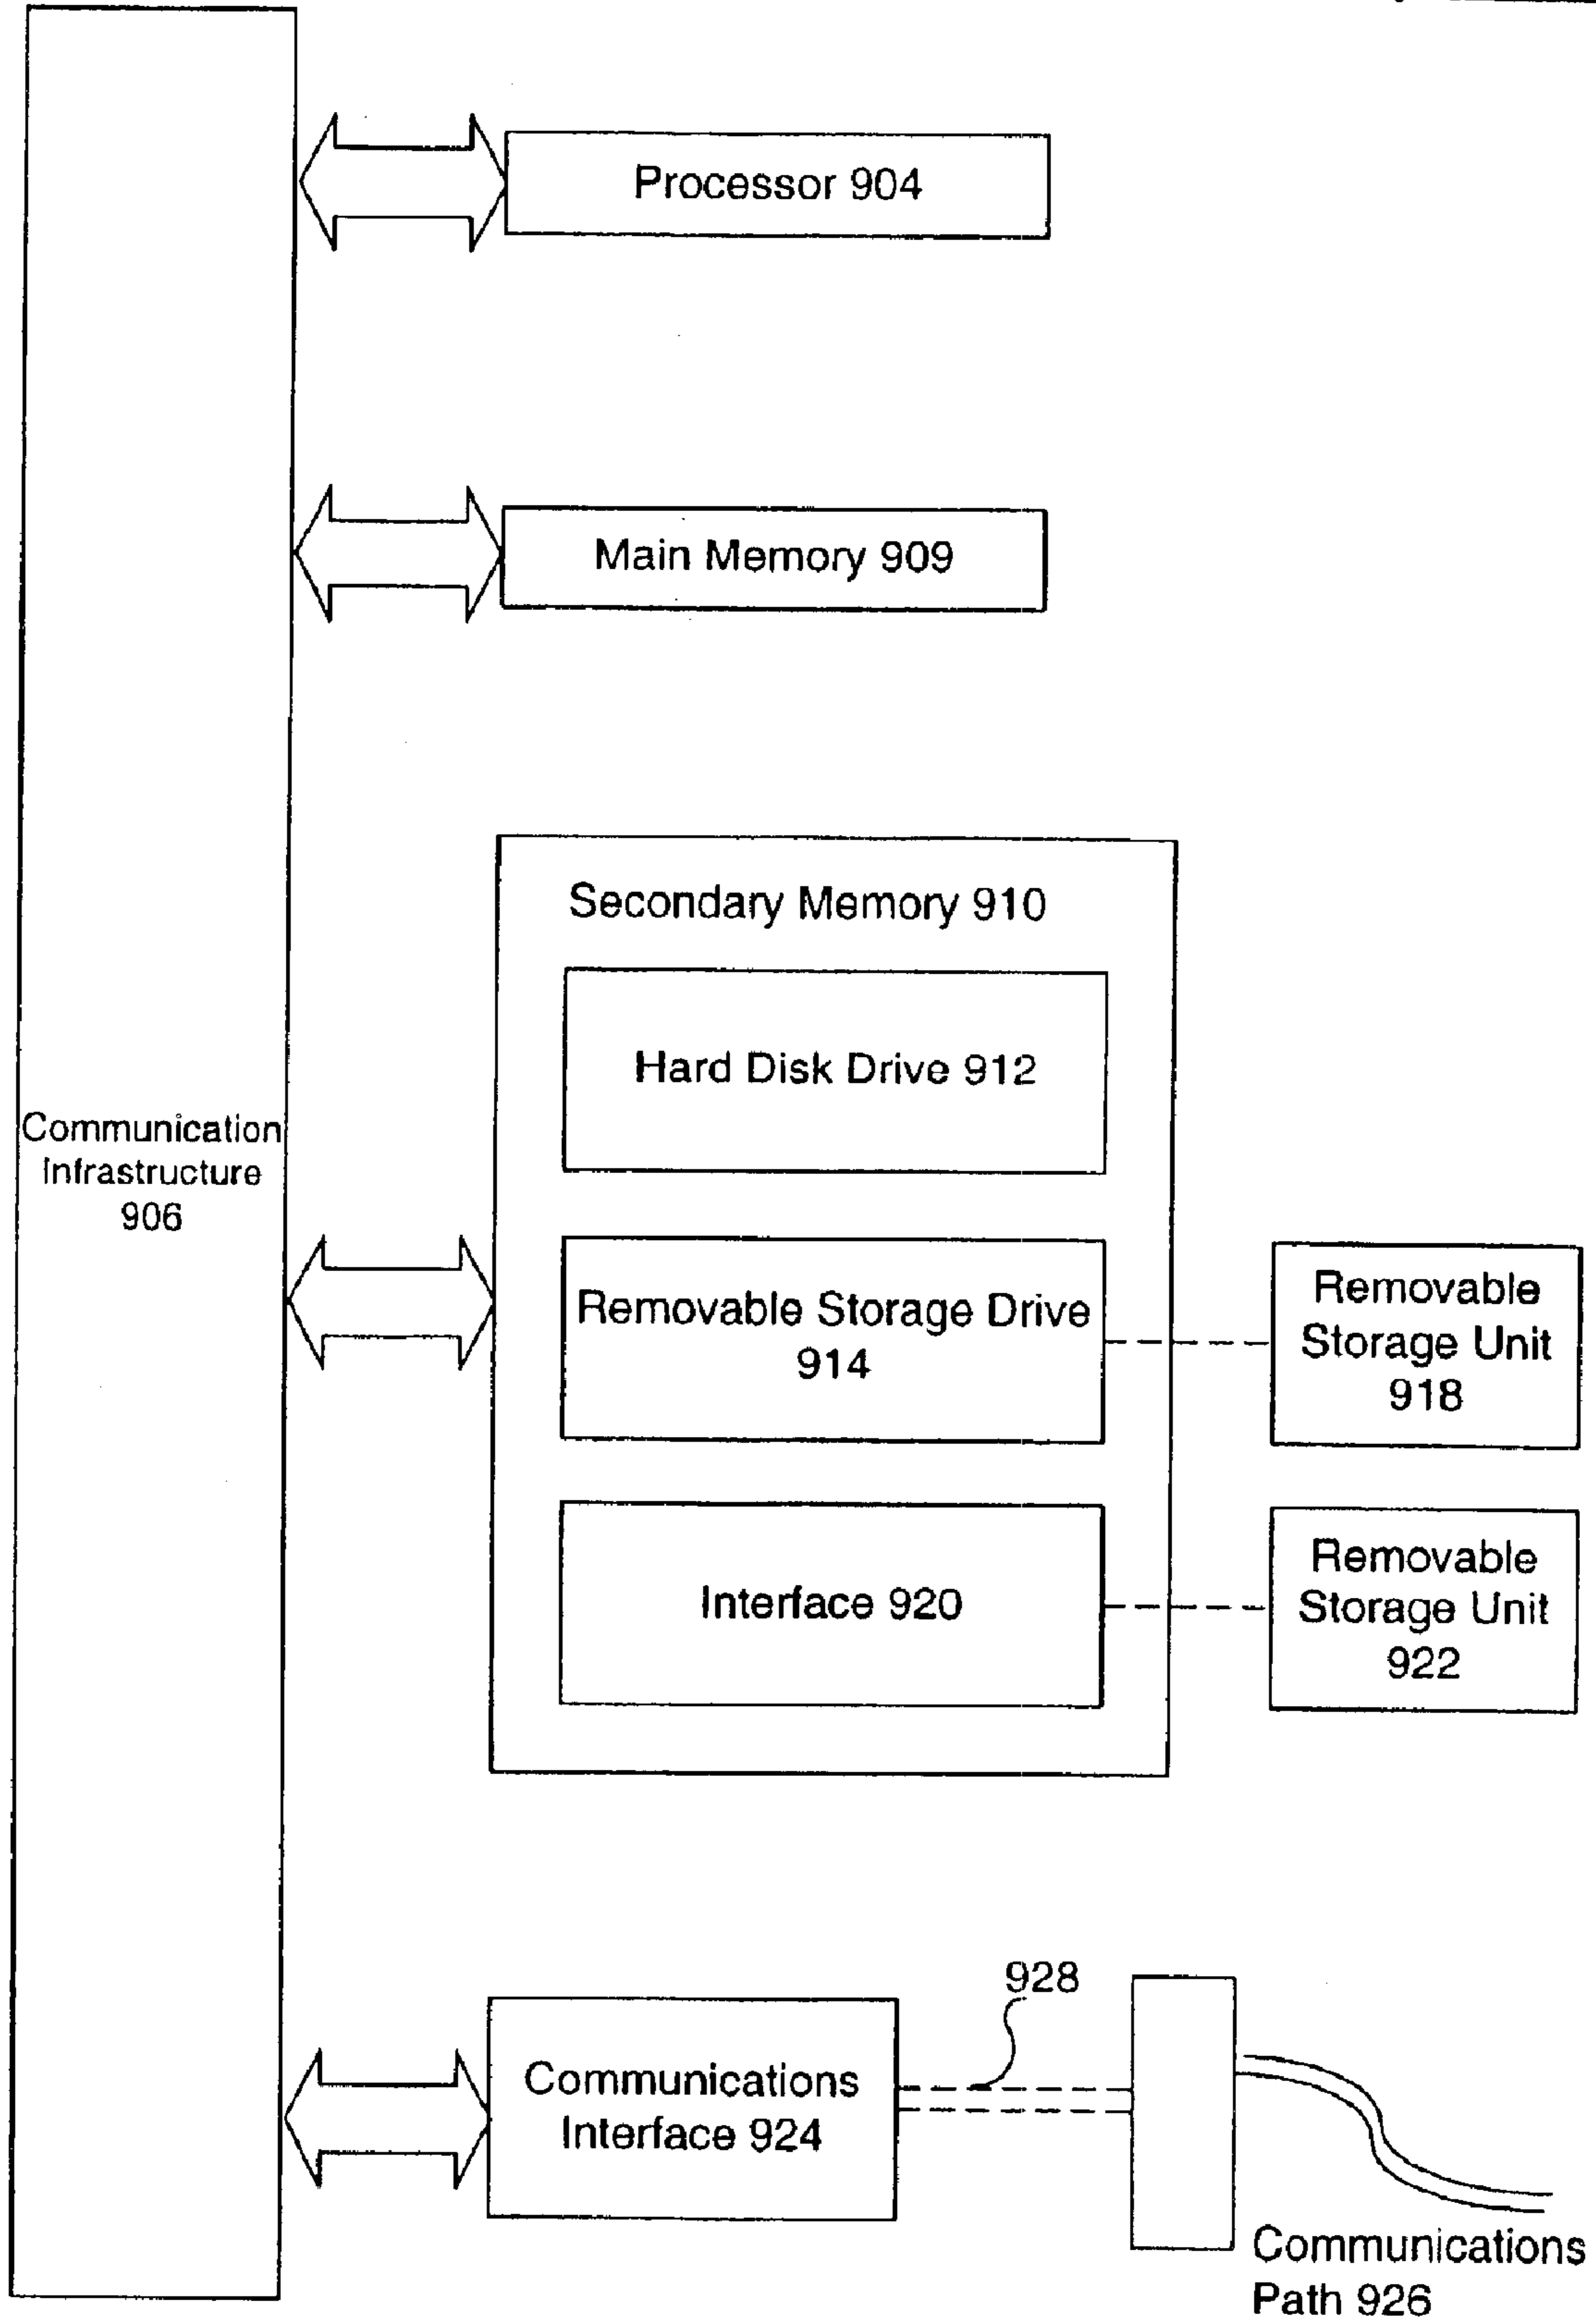 Processor 904
Main Memory 909
Secondary Memory 910
Hard Disk Drive 912
Communication
Infrastructure
906
Removable Storage Drive
914
Removable
Storage Unit
918
Interface 920
Removable
Storage Unit
922
928
Communications
Interface 924
Communications
Path 926